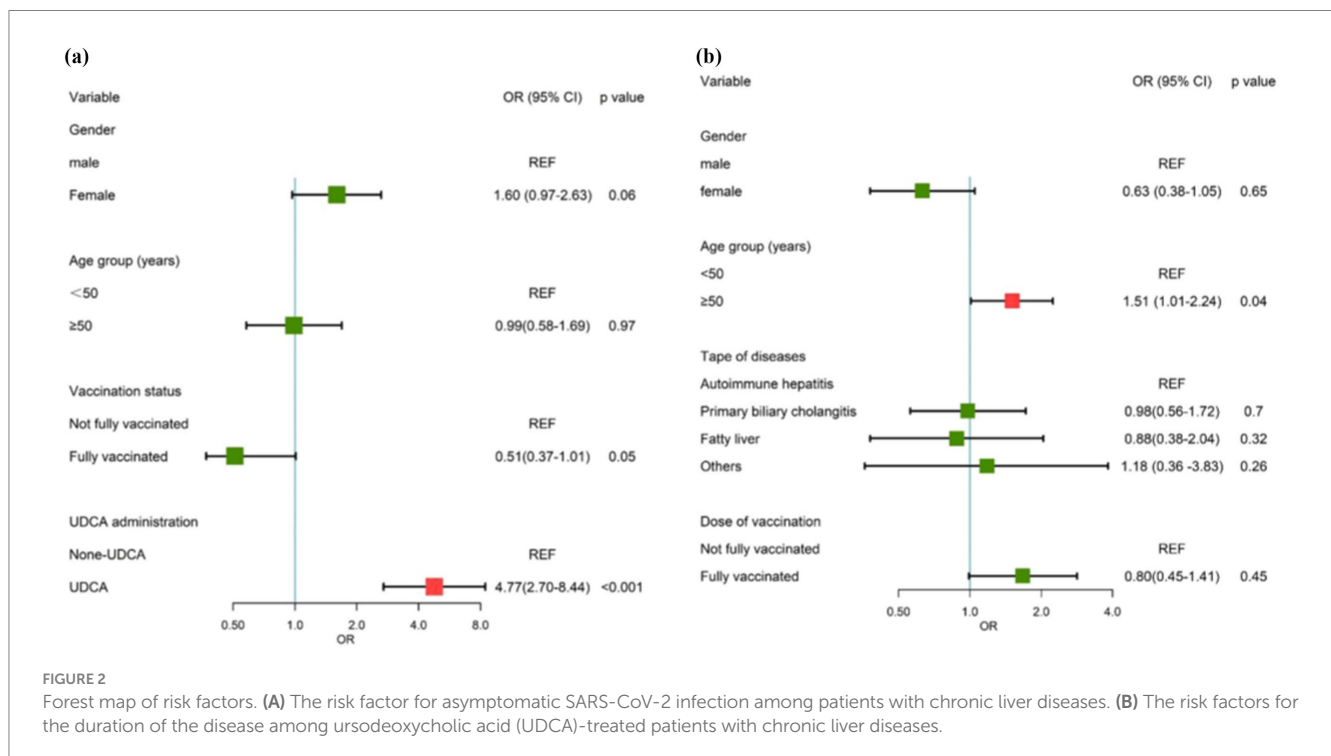 (a)
Variable OR (95% CI) p value
Gender
male REF
Female 1.60 (0.97-2.63) 0.06
Age group (years)
<50 REF
≥50 0.99(0.58-1.69) 0.97
Vaccination status
Not fully vaccinated REF
Fully vaccinated 0.51(0.37-1.01) 0.05
UDCA administration
None-UDCA REF
UDCA 4.77(2.70-8.44) <0.001
0.50 1.0 2.0 4.0 8.0
OR
(b)
Variable OR (95% CI) p value
Gender
male REF
female 0.63 (0.38-1.05) 0.65
Age group (years)
<50 REF
≥50 1.51 (1.01-2.24) 0.04
Tape of diseases
Autoimmune hepatitis REF
Primary biliary cholangitis 0.98(0.56-1.72) 0.7
Fatty liver 0.88(0.38-2.04) 0.32
Others 1.18 (0.36 -3.83) 0.26
Dose of vaccination
Not fully vaccinated REF
Fully vaccinated 0.80(0.45-1.41) 0.45
0.50 1.0 2.0 4.0
OR
FIGURE 2
Forest map of risk factors. (A) The risk factor for asymptomatic SARS-CoV-2 infection among patients with chronic liver diseases. (B) The risk factors for
the duration of the disease among ursodeoxycholic acid (UDCA)-treated patients with chronic liver diseases.